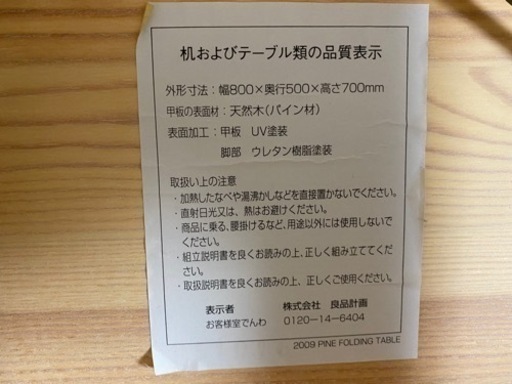 机およびテーブル類の品質表示
外形寸法：幅800×奥行500×高さ700mm
甲板の表面材：天然木（パイン材）
表面加工：甲板　UV塗装
脚部　ウレタン樹脂塗装
取扱い上の注意
・加熱したなべや湯沸かしなどを直接置かないでください。
・直射日光又は、熱はお避けください。
・商品に乗る、腰掛けるなど、用途以外には使用しないで
ください。
・組立説明書を良くお読みの上、正しく組み立ててくだ
さい。
・取扱説明書を良くお読みの上、正しくご使用ください。
表示者　株式会社　良品計画
お客様室でんわ　0120－14－6404
2009 PINE FOLDING TABLE